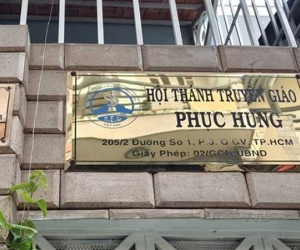 HỘI THÁNH TRUYỀN GIÁO
PHỤC HƯNG
205/2 Đường Số 1, P.3, Q GV, TP.HCM
Giấy Phép: 02/GCN-UBND